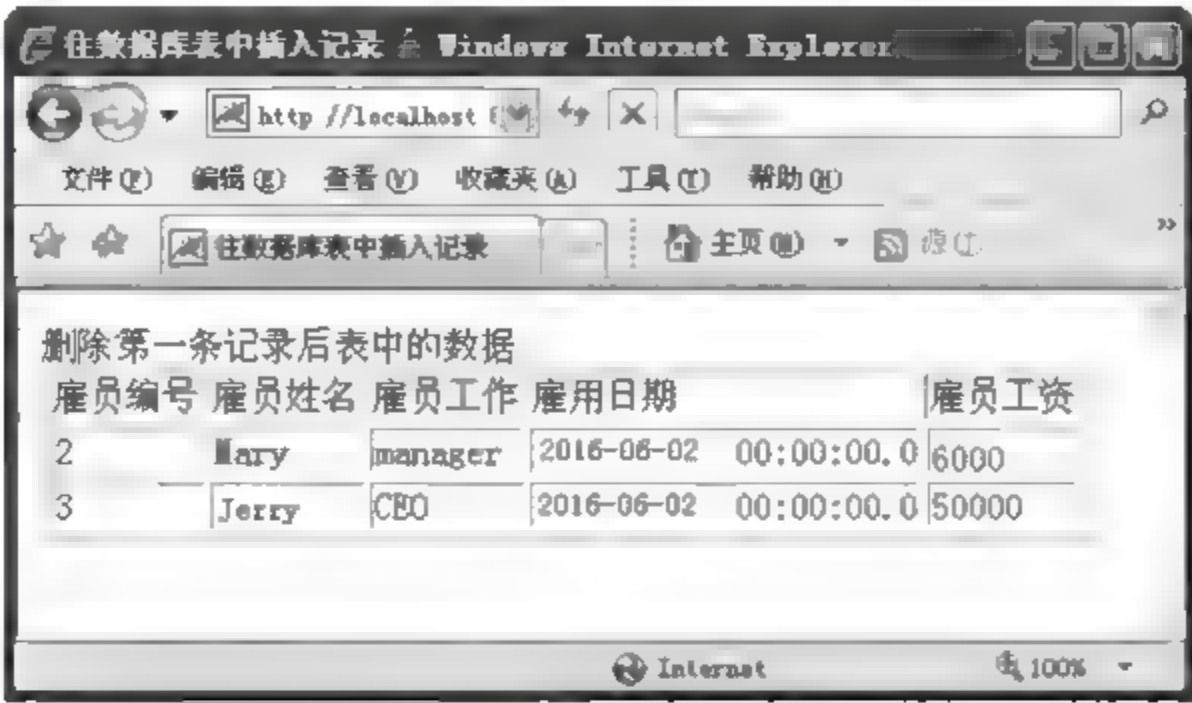 往数据库表中插入记录 - Windows Internet Explorer
http //localhost
文件(F) 编辑(E) 查看(V) 收藏夹(A) 工具(T) 帮助(H)
往数据库表中插入记录 主页(M) 源(J) »
删除第一条记录后表中的数据
雇员编号 雇员姓名 雇员工作 雇用日期 雇员工资
2 Mary manager 2016-06-02 00:00:00.0 6000
3 Jerry CEO 2016-06-02 00:00:00.0 50000
Internet 100%